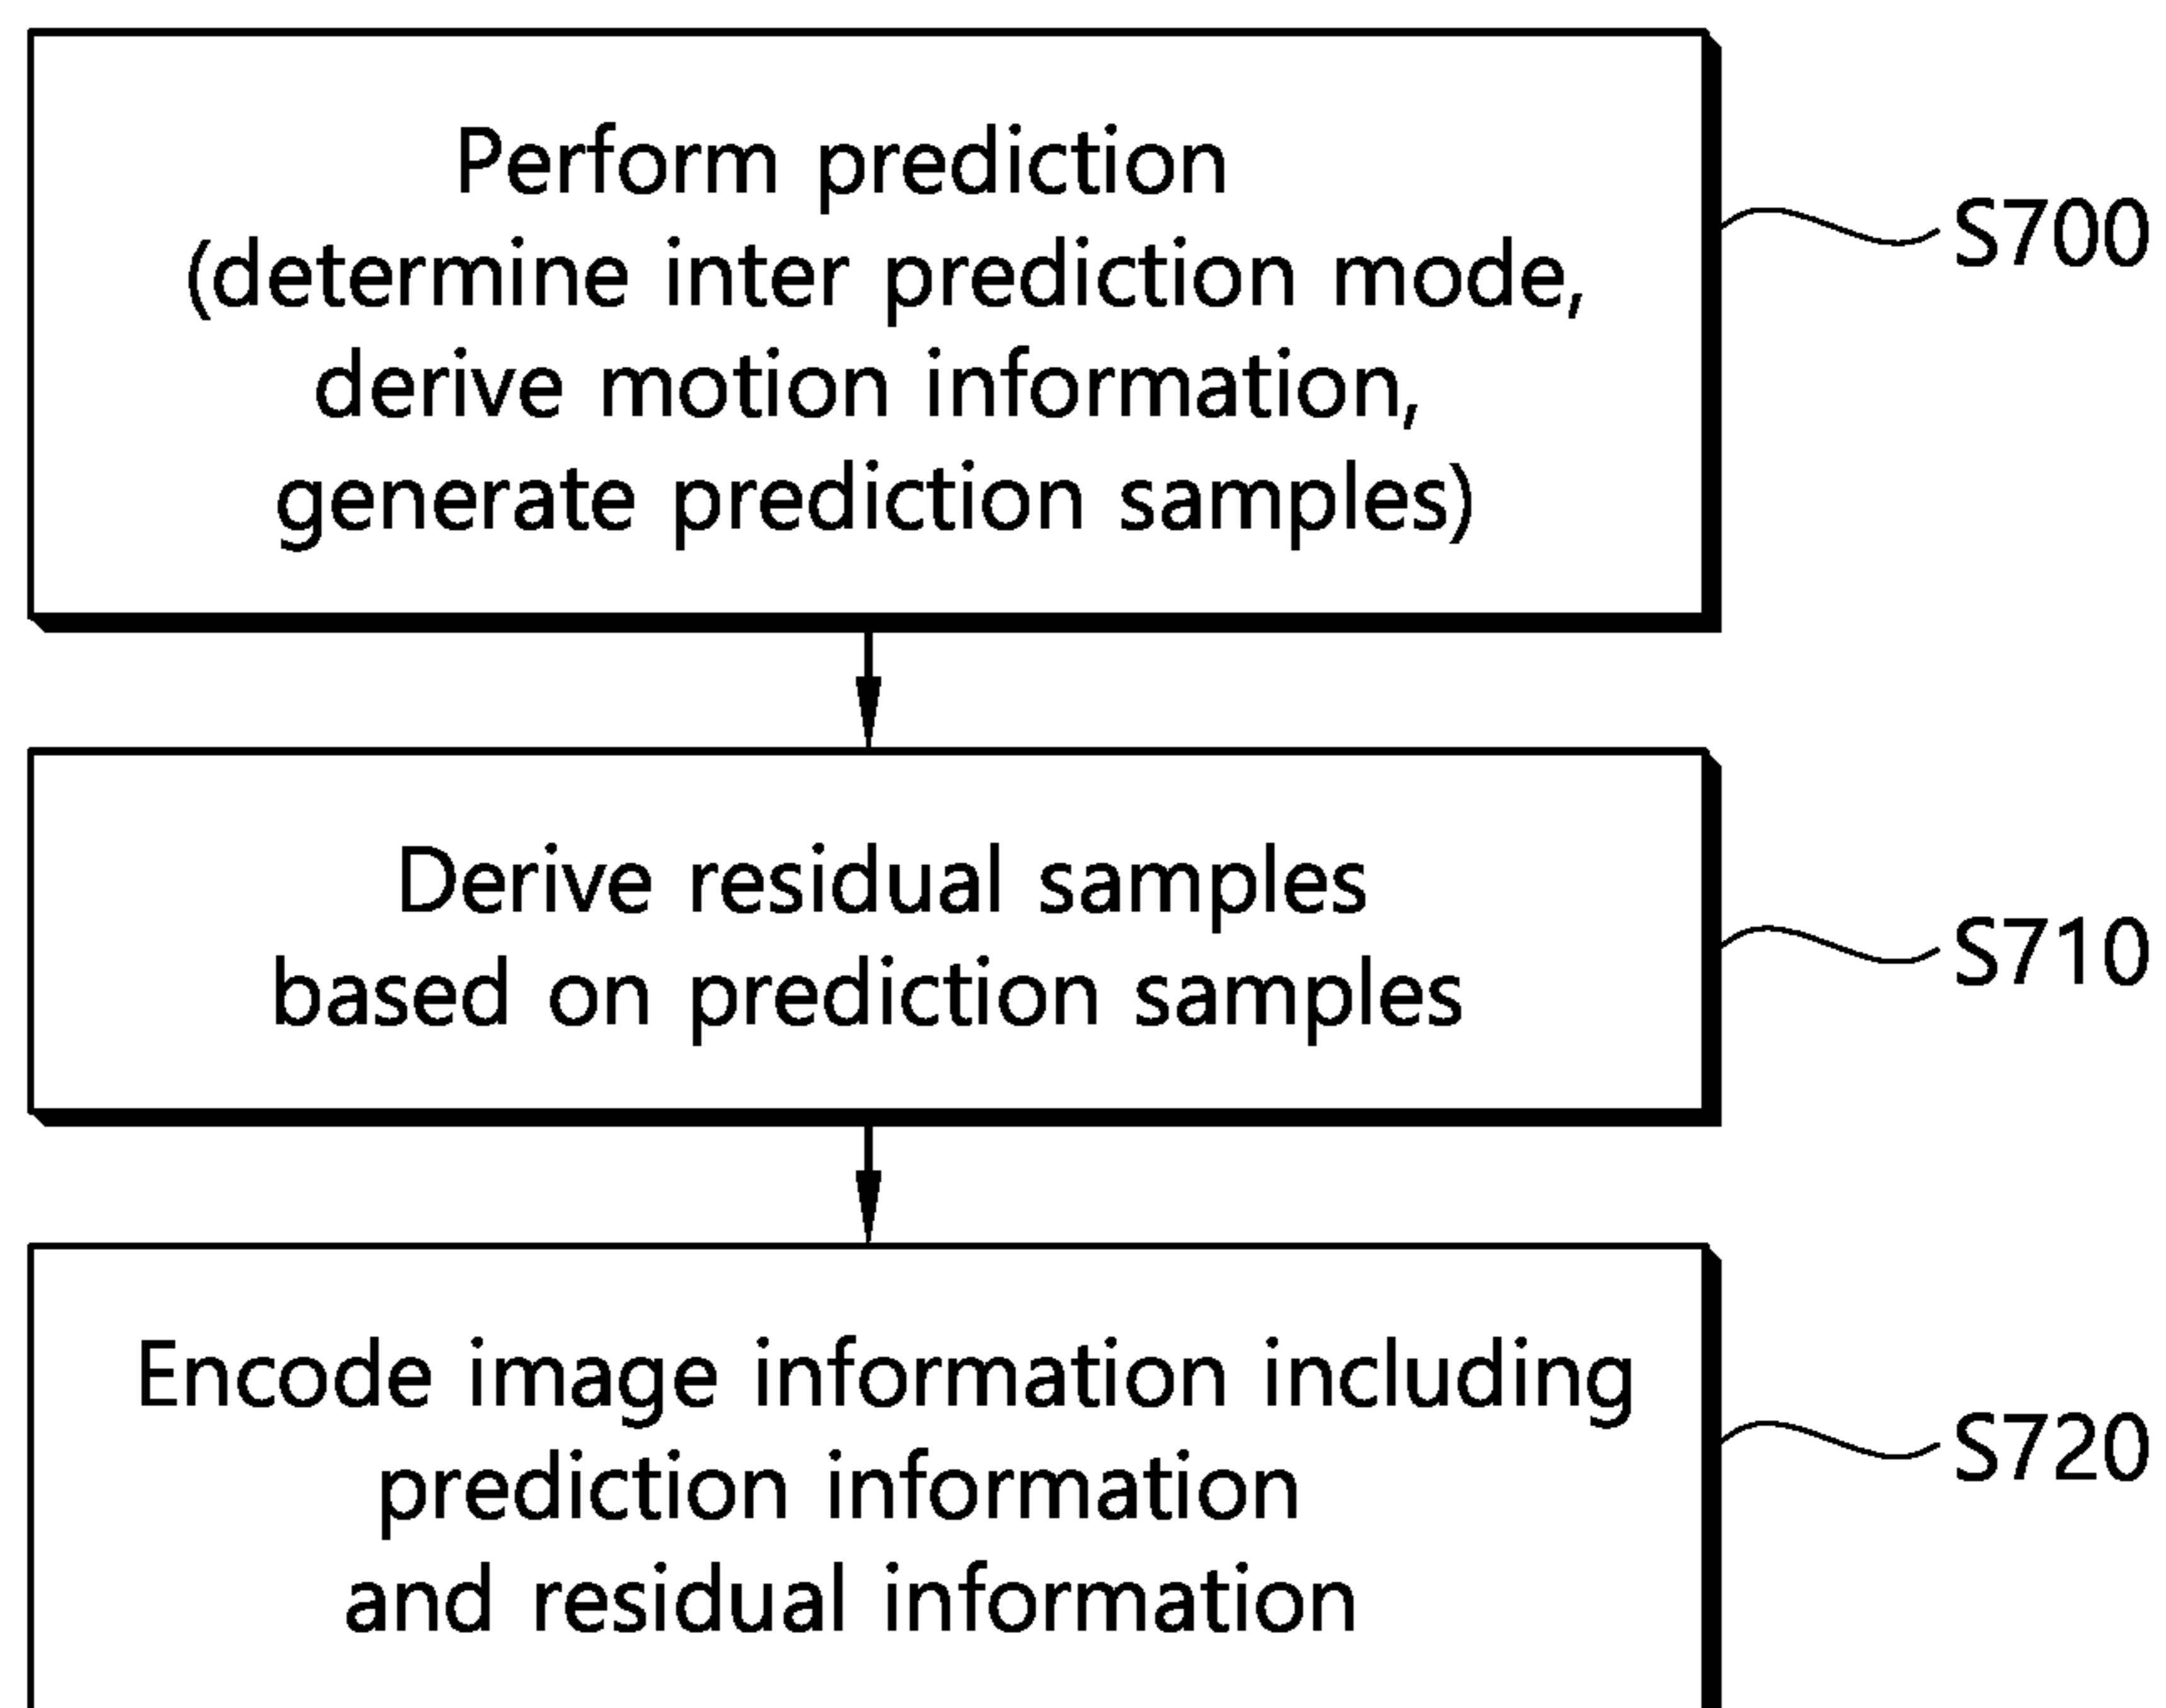 Perform prediction
(determine inter prediction mode,
derive motion information,
generate prediction samples)
S700
Derive residual samples
based on prediction samples
S710
Encode image information including
prediction information
and residual information
S720